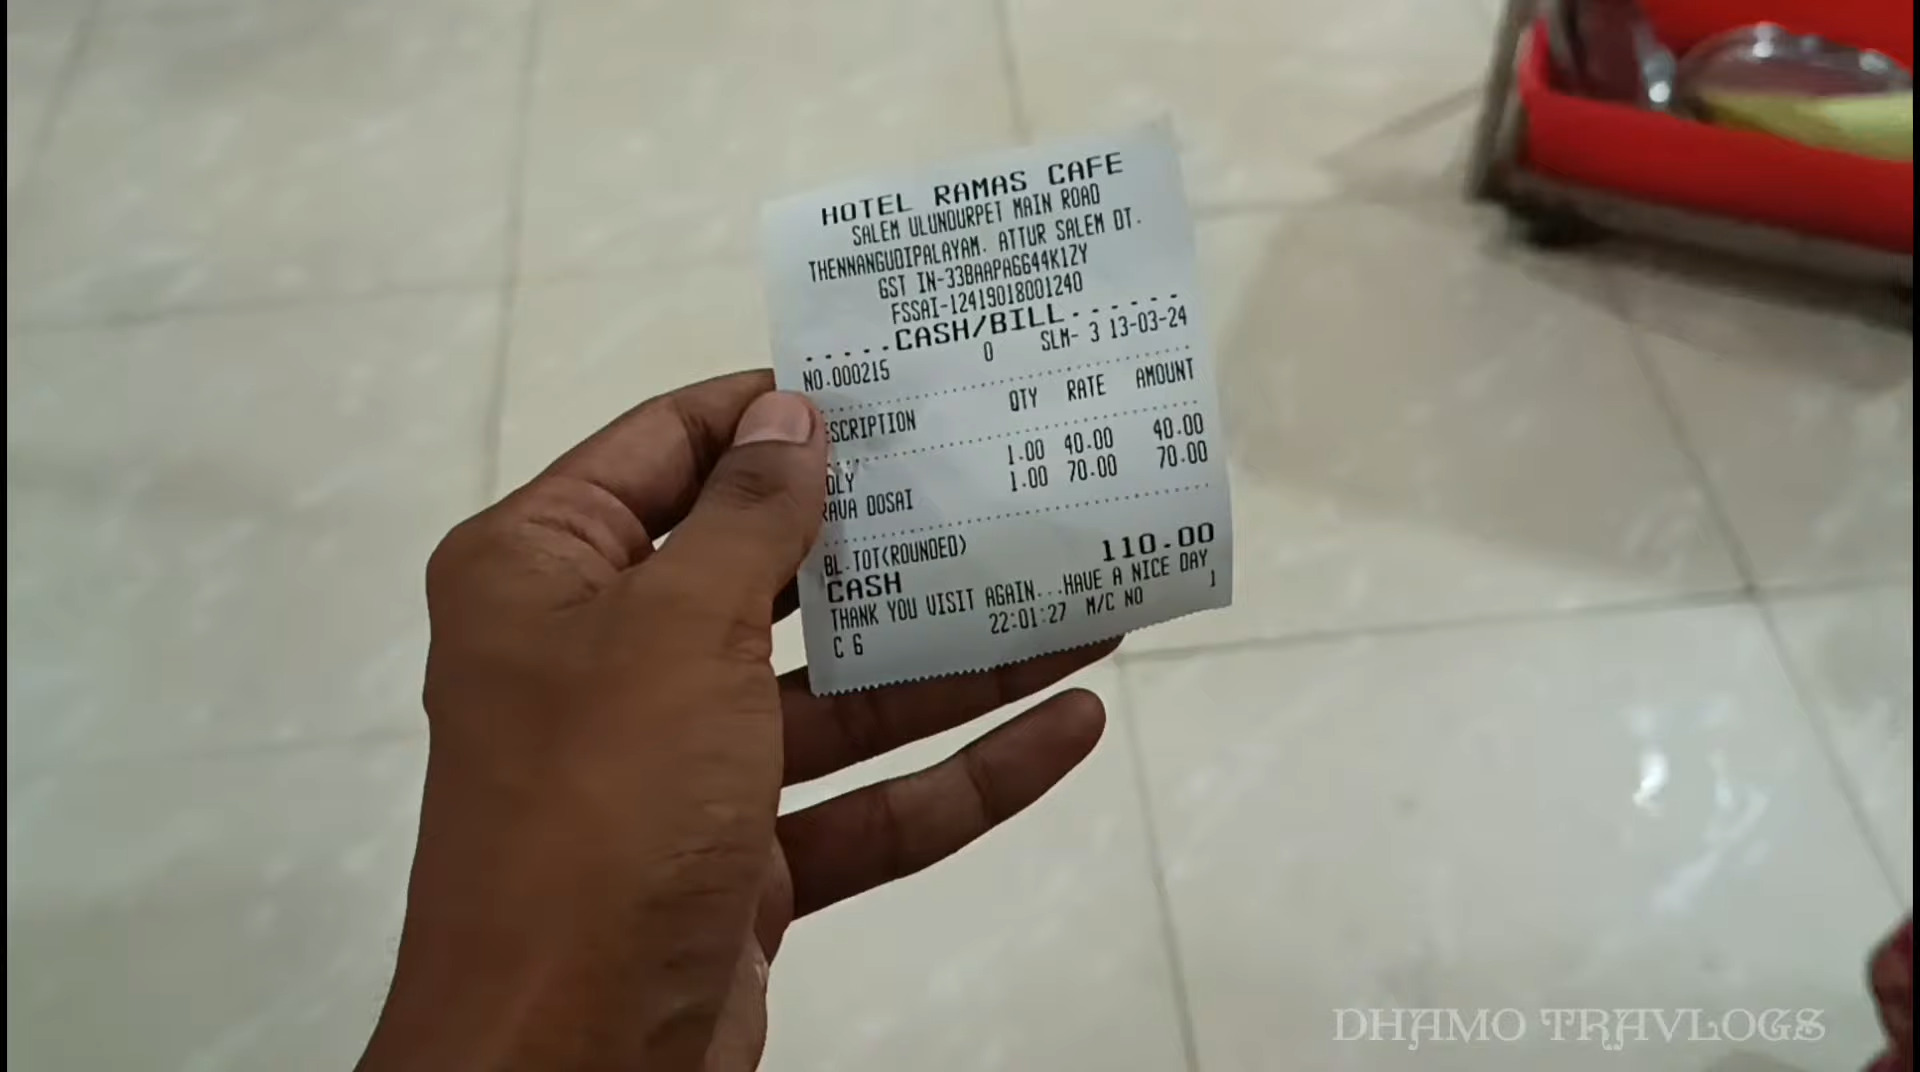 HOTEL RAMAS CAFE
SALEM ULUNDURPET MAIN ROAD
THENNANGUDIPALAYAM. ATTUR SALEM DT.
GST IN-33BAAPA6644K1ZY
FSSAI-12419018001240
.....CASH/BILL......
NO.000215 0 SLM- 3 13-03-24
ESCRIPTION QTY RATE AMOUNT
DLY 1.00 40.00 40.00
RAVA DOSAI 1.00 70.00 70.00
BL.TOT(ROUNDED) 110.00
CASH
THANK YOU VISIT AGAIN...HAVE A NICE DAY
C 6 22:01:27 M/C NO 1
DHAMO TRAVLOGS